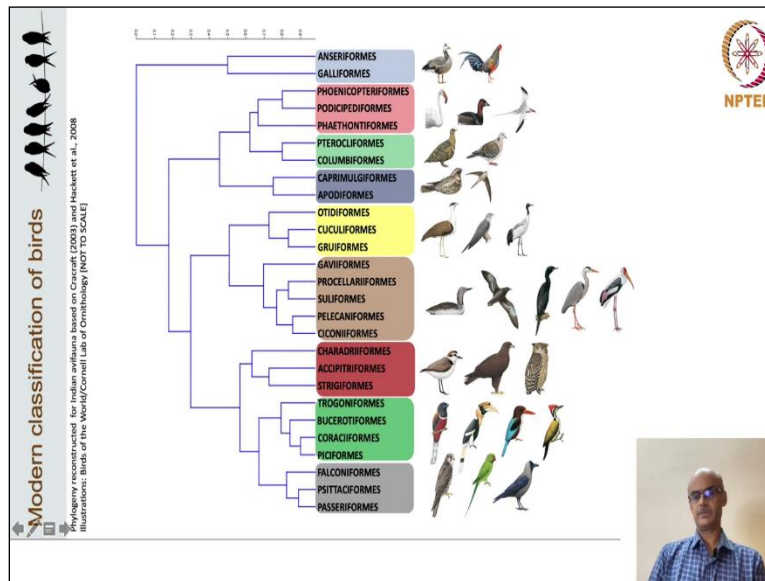 Modern classification of birds
Phylogeny reconstructed for Indian avifauna based on Cracraft (2003) and Hackett et al., 2008
Illustrations: Birds of the World/Cornell Lab of Ornithology [NOT TO SCALE]
ANSERIFORMES
GALLIFORMES
PHOENICOPTERIFORMES
PODICIPEDIFORMES
PHAETHONTIFORMES
PTEROCLIFORMES
COLUMBIFORMES
CAPRIMULGIFORMES
APODIFORMES
OTIDIFORMES
CUCULIFORMES
GRUIFORMES
GAVIIFORMES
PROCELLARIIFORMES
SULIFORMES
PELECANIFORMES
CICONIIFORMES
CHARADRIIFORMES
ACCIPITRIFORMES
STRIGIFORMES
TROGONIFORMES
BUCEROTIFORMES
CORACIIFORMES
PICIFORMES
FALCONIFORMES
PSITTACIFORMES
PASSERIFORMES
NPTEL